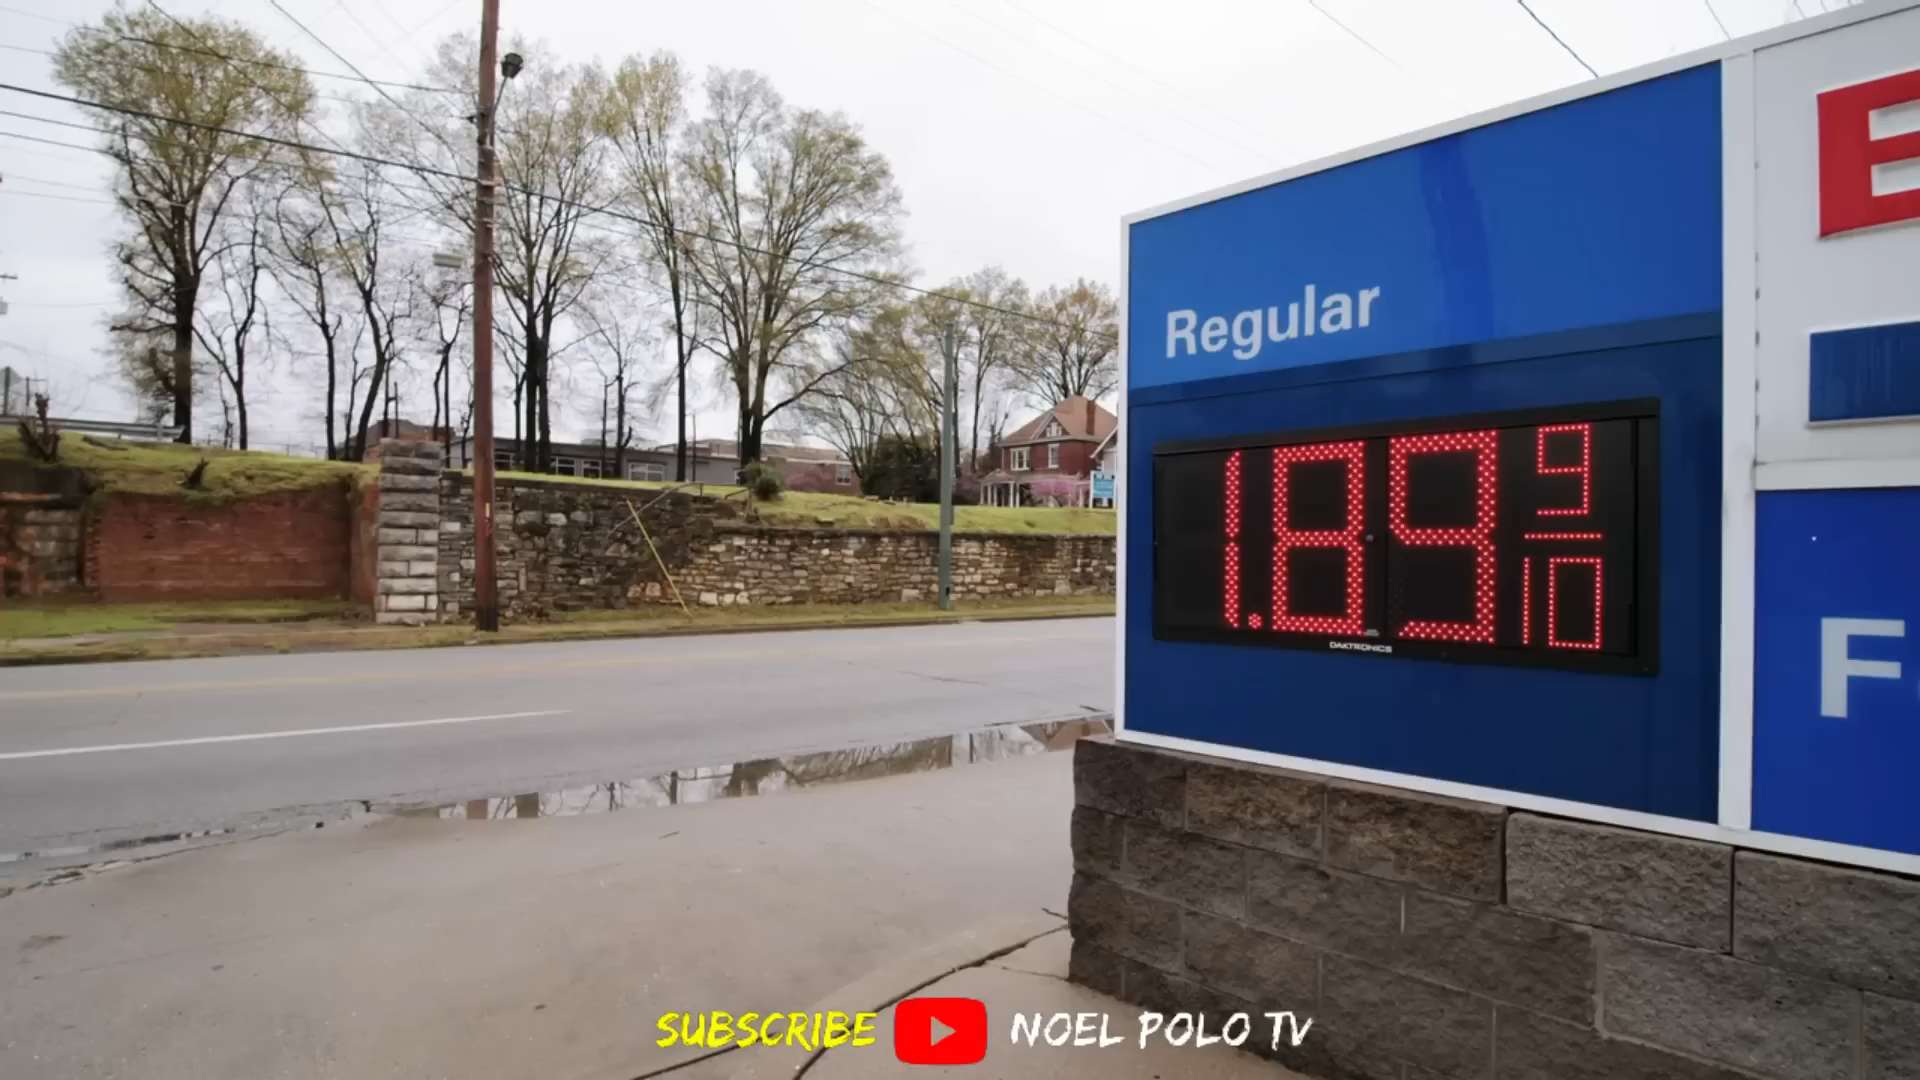 Regular
1.89 9/10
DAKTRONICS
E
F
SUBSCRIBE NOEL POLO TV